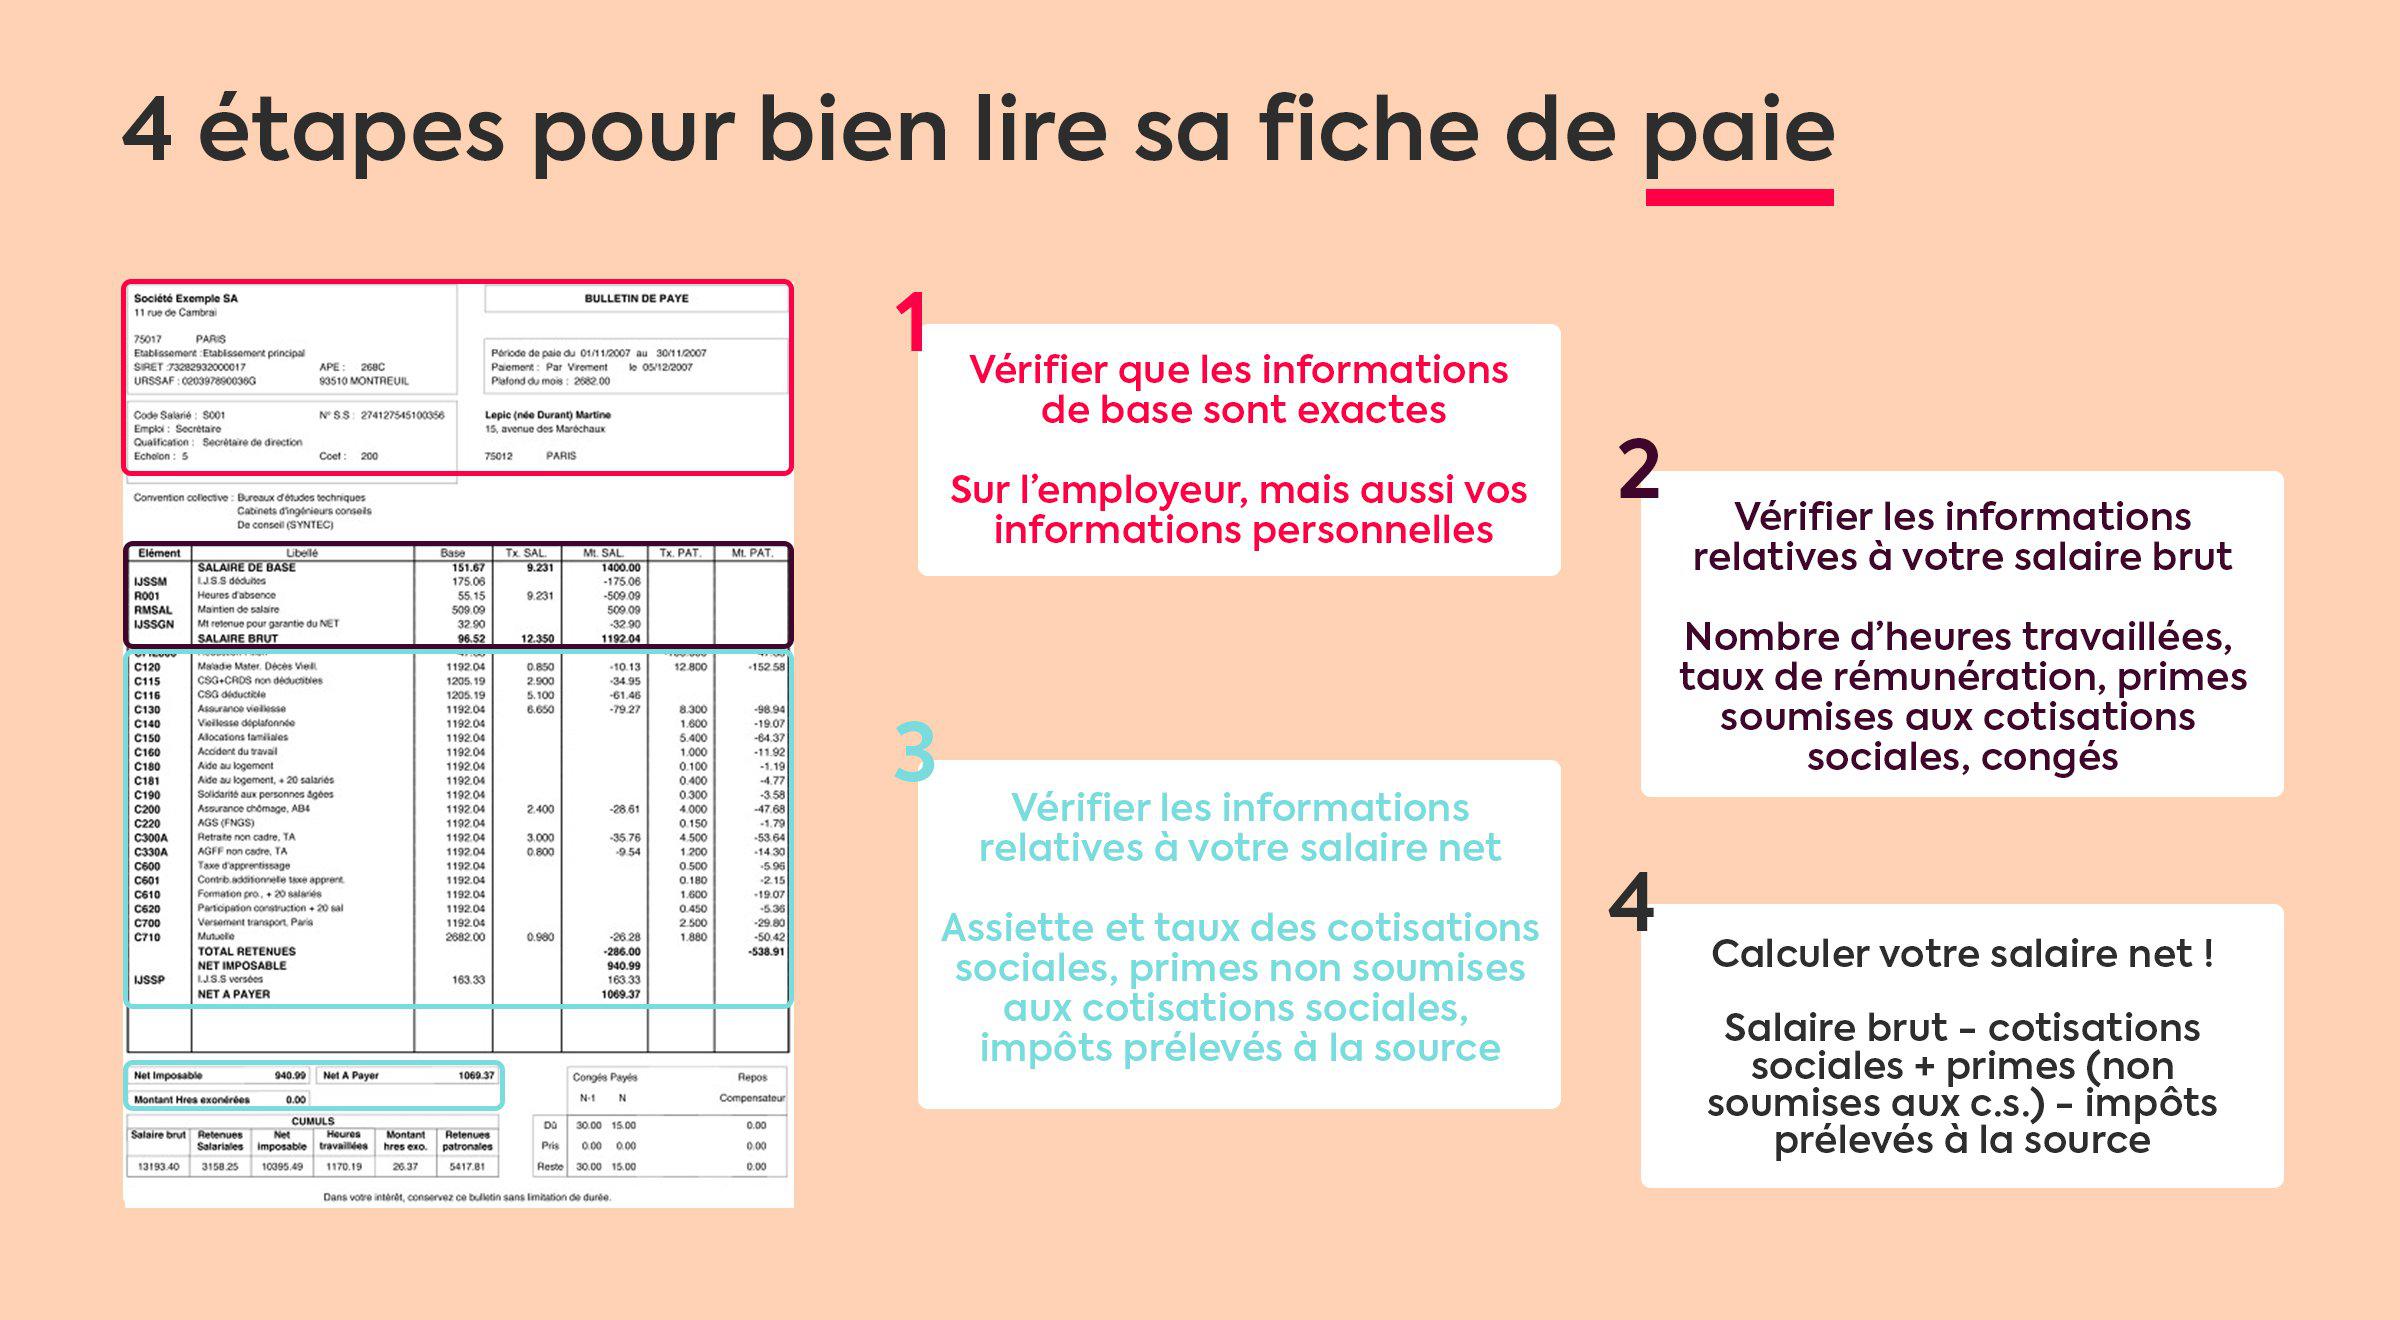 4 étapes pour bien lire sa fiche de paie
Société Exemple SA
11 rue de Cambrai
75017 PARIS
Etablissement :Etablissement principal
SIRET :73282932000017 APE : 268C
URSSAF : 020397890036G 93510 MONTREUIL
BULLETIN DE PAYE
Période de paie du 01/11/2007 au 30/11/2007
Paiement : Par Virement le 05/12/2007
Plafond du mois : 2682.00
Code Salarié : S001 N° S.S : 274127545100356
Emploi : Secrétaire
Qualification : Secrétaire de direction
Echelon : 5 Coef : 200
Lepic (née Durant) Martine
15, avenue des Maréchaux
75012 PARIS
Convention collective : Bureaux d'études techniques
Cabinets d'ingénieurs conseils
De conseil (SYNTEC)
Elément Libellé Base Tx. SAL. Mt. SAL. Tx. PAT. Mt. PAT.
SALAIRE DE BASE 151.67 9.231 1400.00
IJSSM I.J.S.S déduites 175.06 -175.06
R001 Heures d'absence 55.15 9.231 -509.09
RMSAL Maintien de salaire 509.09 509.09
IJSSGN Mt retenue pour garantie du NET 32.90 -32.90
SALAIRE BRUT 96.52 12.350 1192.04
C120 Maladie Mater. Décès Vieill. 1192.04 0.850 -10.13 12.800 -152.58
C115 CSG+CRDS non déductibles 1205.19 2.900 -34.95
C116 CSG déductible 1205.19 5.100 -61.46
C130 Assurance vieillesse 1192.04 6.650 -79.27 8.300 -98.94
C140 Vieillesse déplafonnée 1192.04 1.600 -19.07
C150 Allocations familiales 1192.04 5.400 -64.37
C160 Accident du travail 1192.04 1.000 -11.92
C180 Aide au logement 1192.04 0.100 -1.19
C181 Aide au logement, + 20 salariés 1192.04 0.400 -4.77
C190 Solidarité aux personnes âgées 1192.04 0.300 -3.58
C200 Assurance chômage, AB4 1192.04 2.400 -28.61 4.000 -47.68
C220 AGS (FNGS) 1192.04 0.150 -1.79
C300A Retraite non cadre, TA 1192.04 3.000 -35.76 4.500 -53.64
C330A AGFF non cadre, TA 1192.04 0.800 -9.54 1.200 -14.30
C600 Taxe d'apprentissage 1192.04 0.500 -5.96
C601 Contrib.additionnelle taxe apprent. 1192.04 0.180 -2.15
C610 Formation pro., + 20 salariés 1192.04 1.600 -19.07
C620 Participation construction + 20 sal 1192.04 0.450 -5.36
C700 Versement transport, Paris 1192.04 2.500 -29.80
C710 Mutuelle 2682.00 0.980 -26.28 1.880 -50.42
TOTAL RETENUES -286.00 -538.91
NET IMPOSABLE 940.99
IJSSP I.J.S.S versées 163.33 163.33
NET A PAYER 1069.37
Net Imposable 940.99 Net A Payer 1069.37
Montant Hres exonérées 0.00
CUMULS
Salaire brut Retenues Salariales Net imposable Heures travaillées Montant hres exo. Retenues patronales
13193.40 3158.25 10395.49 1170.19 26.37 5417.81
Congés Payés Repos
N-1 N Compensateur
Dû 30.00 15.00 0.00
Pris 0.00 0.00 0.00
Reste 30.00 15.00 0.00
Dans votre intérêt, conservez ce bulletin sans limitation de durée.
1
Vérifier que les informations
de base sont exactes
Sur l'employeur, mais aussi vos
informations personnelles
2
Vérifier les informations
relatives à votre salaire brut
Nombre d'heures travaillées,
taux de rémunération, primes
soumises aux cotisations
sociales, congés
3
Vérifier les informations
relatives à votre salaire net
Assiette et taux des cotisations
sociales, primes non soumises
aux cotisations sociales,
impôts prélevés à la source
4
Calculer votre salaire net !
Salaire brut - cotisations
sociales + primes (non
soumises aux c.s.) - impôts
prélevés à la source